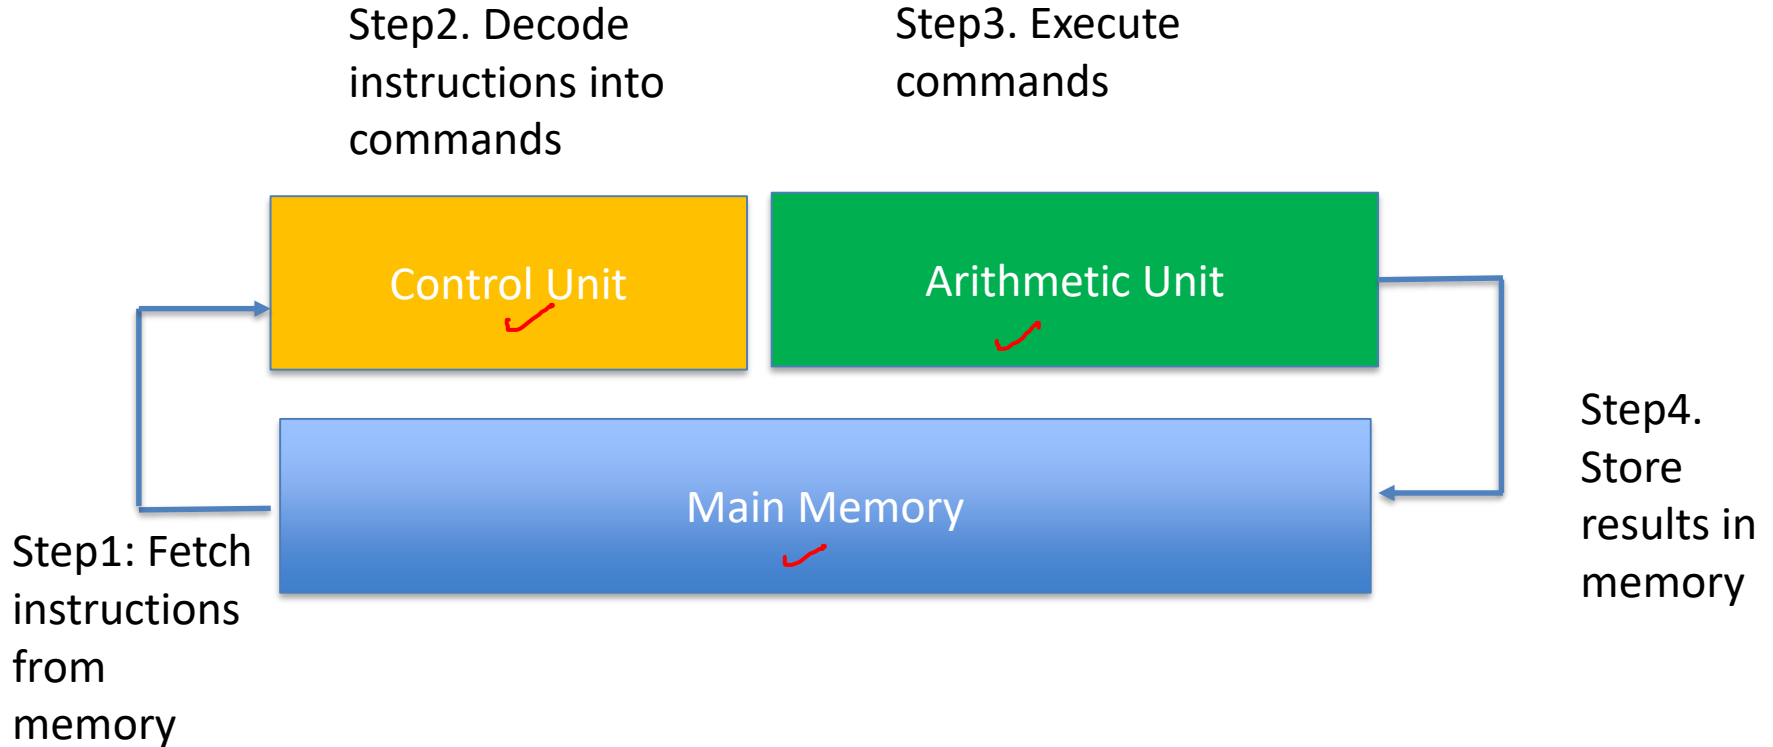 Step2. Decode
instructions into
commands
Step3. Execute
commands
Control Unit
Arithmetic Unit
Main Memory
Step1: Fetch
instructions
from
memory
Step4.
Store
results in
memory